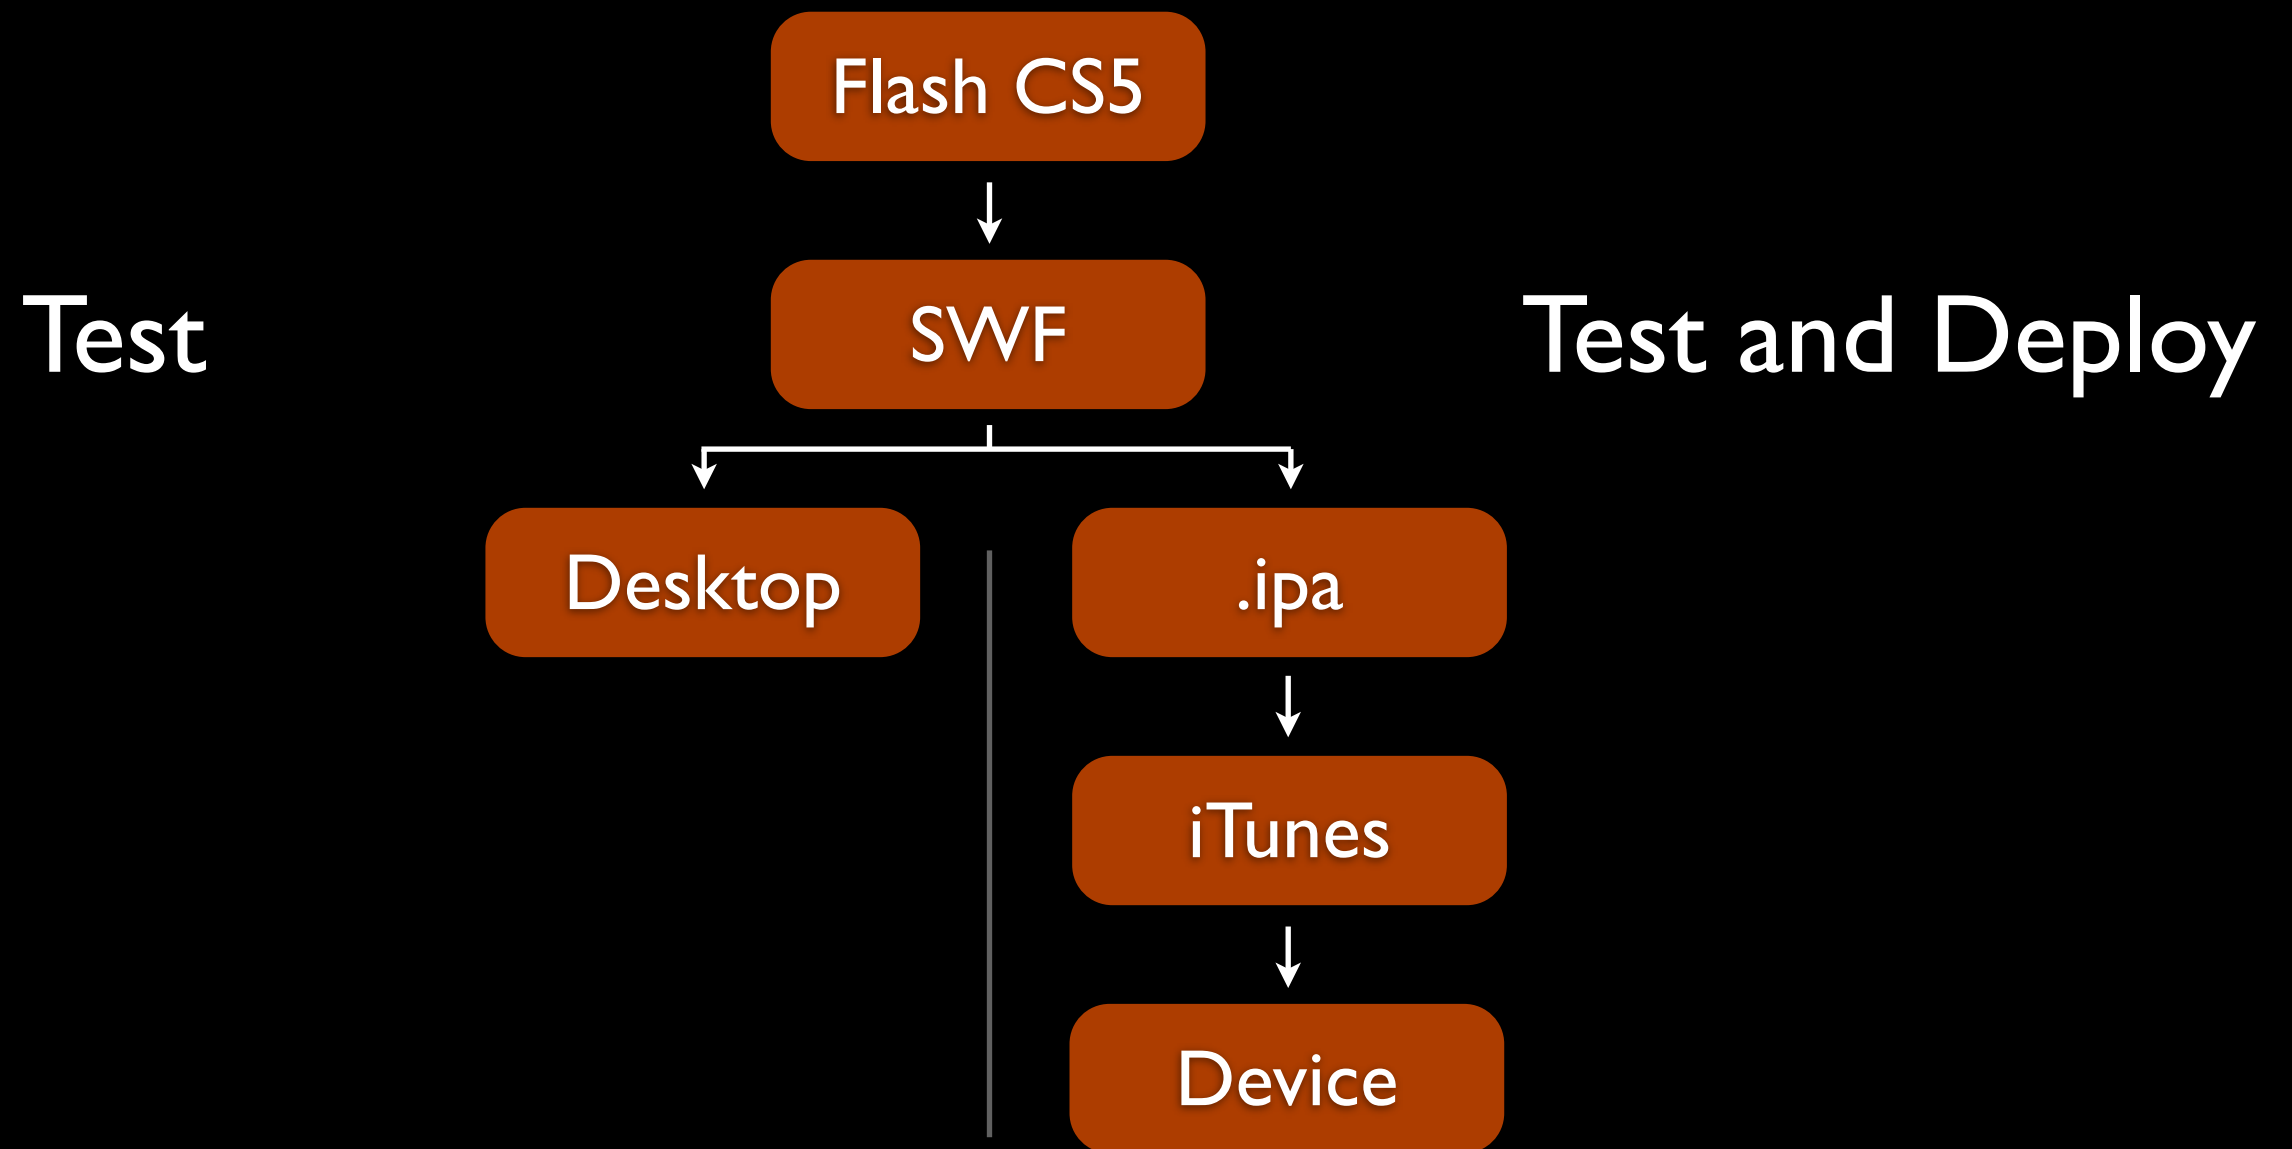 Flash CS5
Test
SWF
Test and Deploy
Desktop
.ipa
iTunes
Device